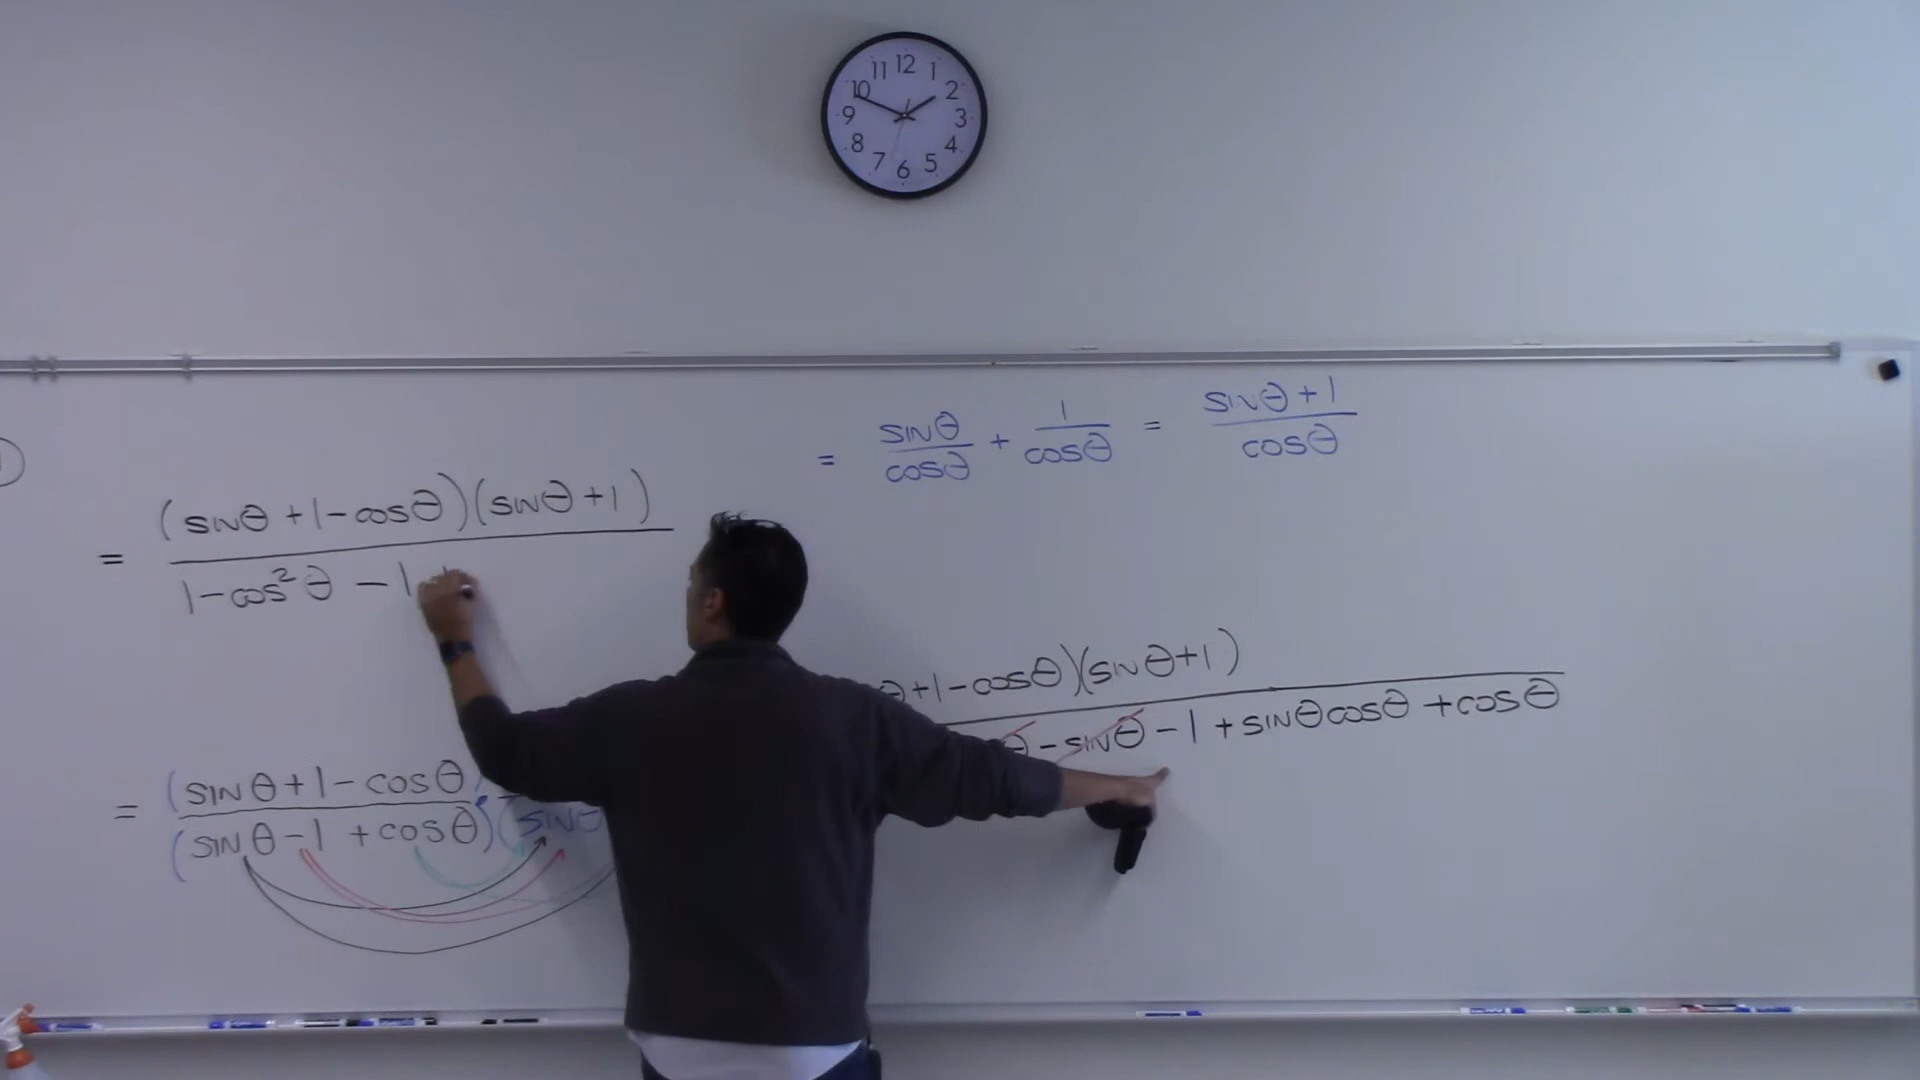 11 12 1
10 2
9 3
8 4
7 6 5
= sinθ/cosθ + 1/cosθ = (sinθ+1)/cosθ
= (sinθ+1-cosθ)(sinθ+1)
1-cos²θ -1
θ+1-cosθ)(sinθ+1)
θ -sinθ -1 +sinθcosθ +cosθ
= (sinθ+1-cosθ)
(sinθ-1 +cosθ)(sinθ